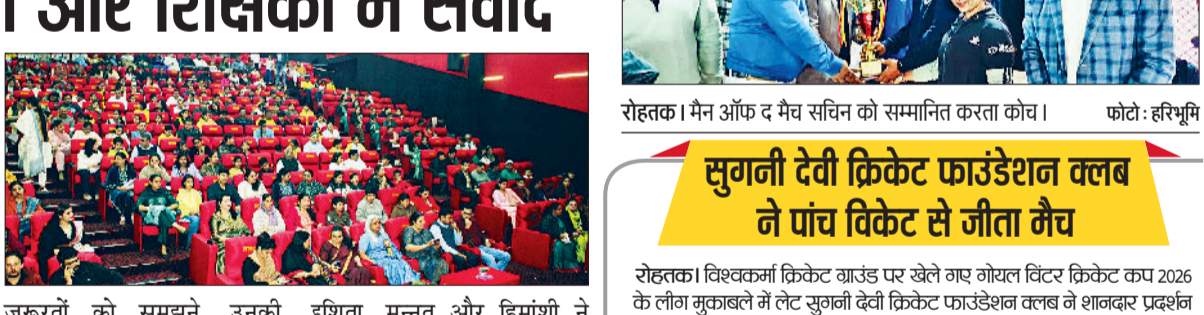 और शिक्षकों में संवाद
जरूरतों को समझने उनकी इशिता मन्नत और हिमांशी ने
रोहतक। मैन ऑफ द मैच सचिन को सम्मानित करता कोच। फोटो : हरिभूमि
सुगनी देवी क्रिकेट फाउंडेशन क्लब
ने पांच विकेट से जीता मैच
रोहतक। विश्वकर्मा क्रिकेट ग्राउंड पर खेले गए गोयल विंटर क्रिकेट कप 2026
के लीग मुकाबले में लेट सुगनी देवी क्रिकेट फाउंडेशन क्लब ने शानदार प्रदर्शन